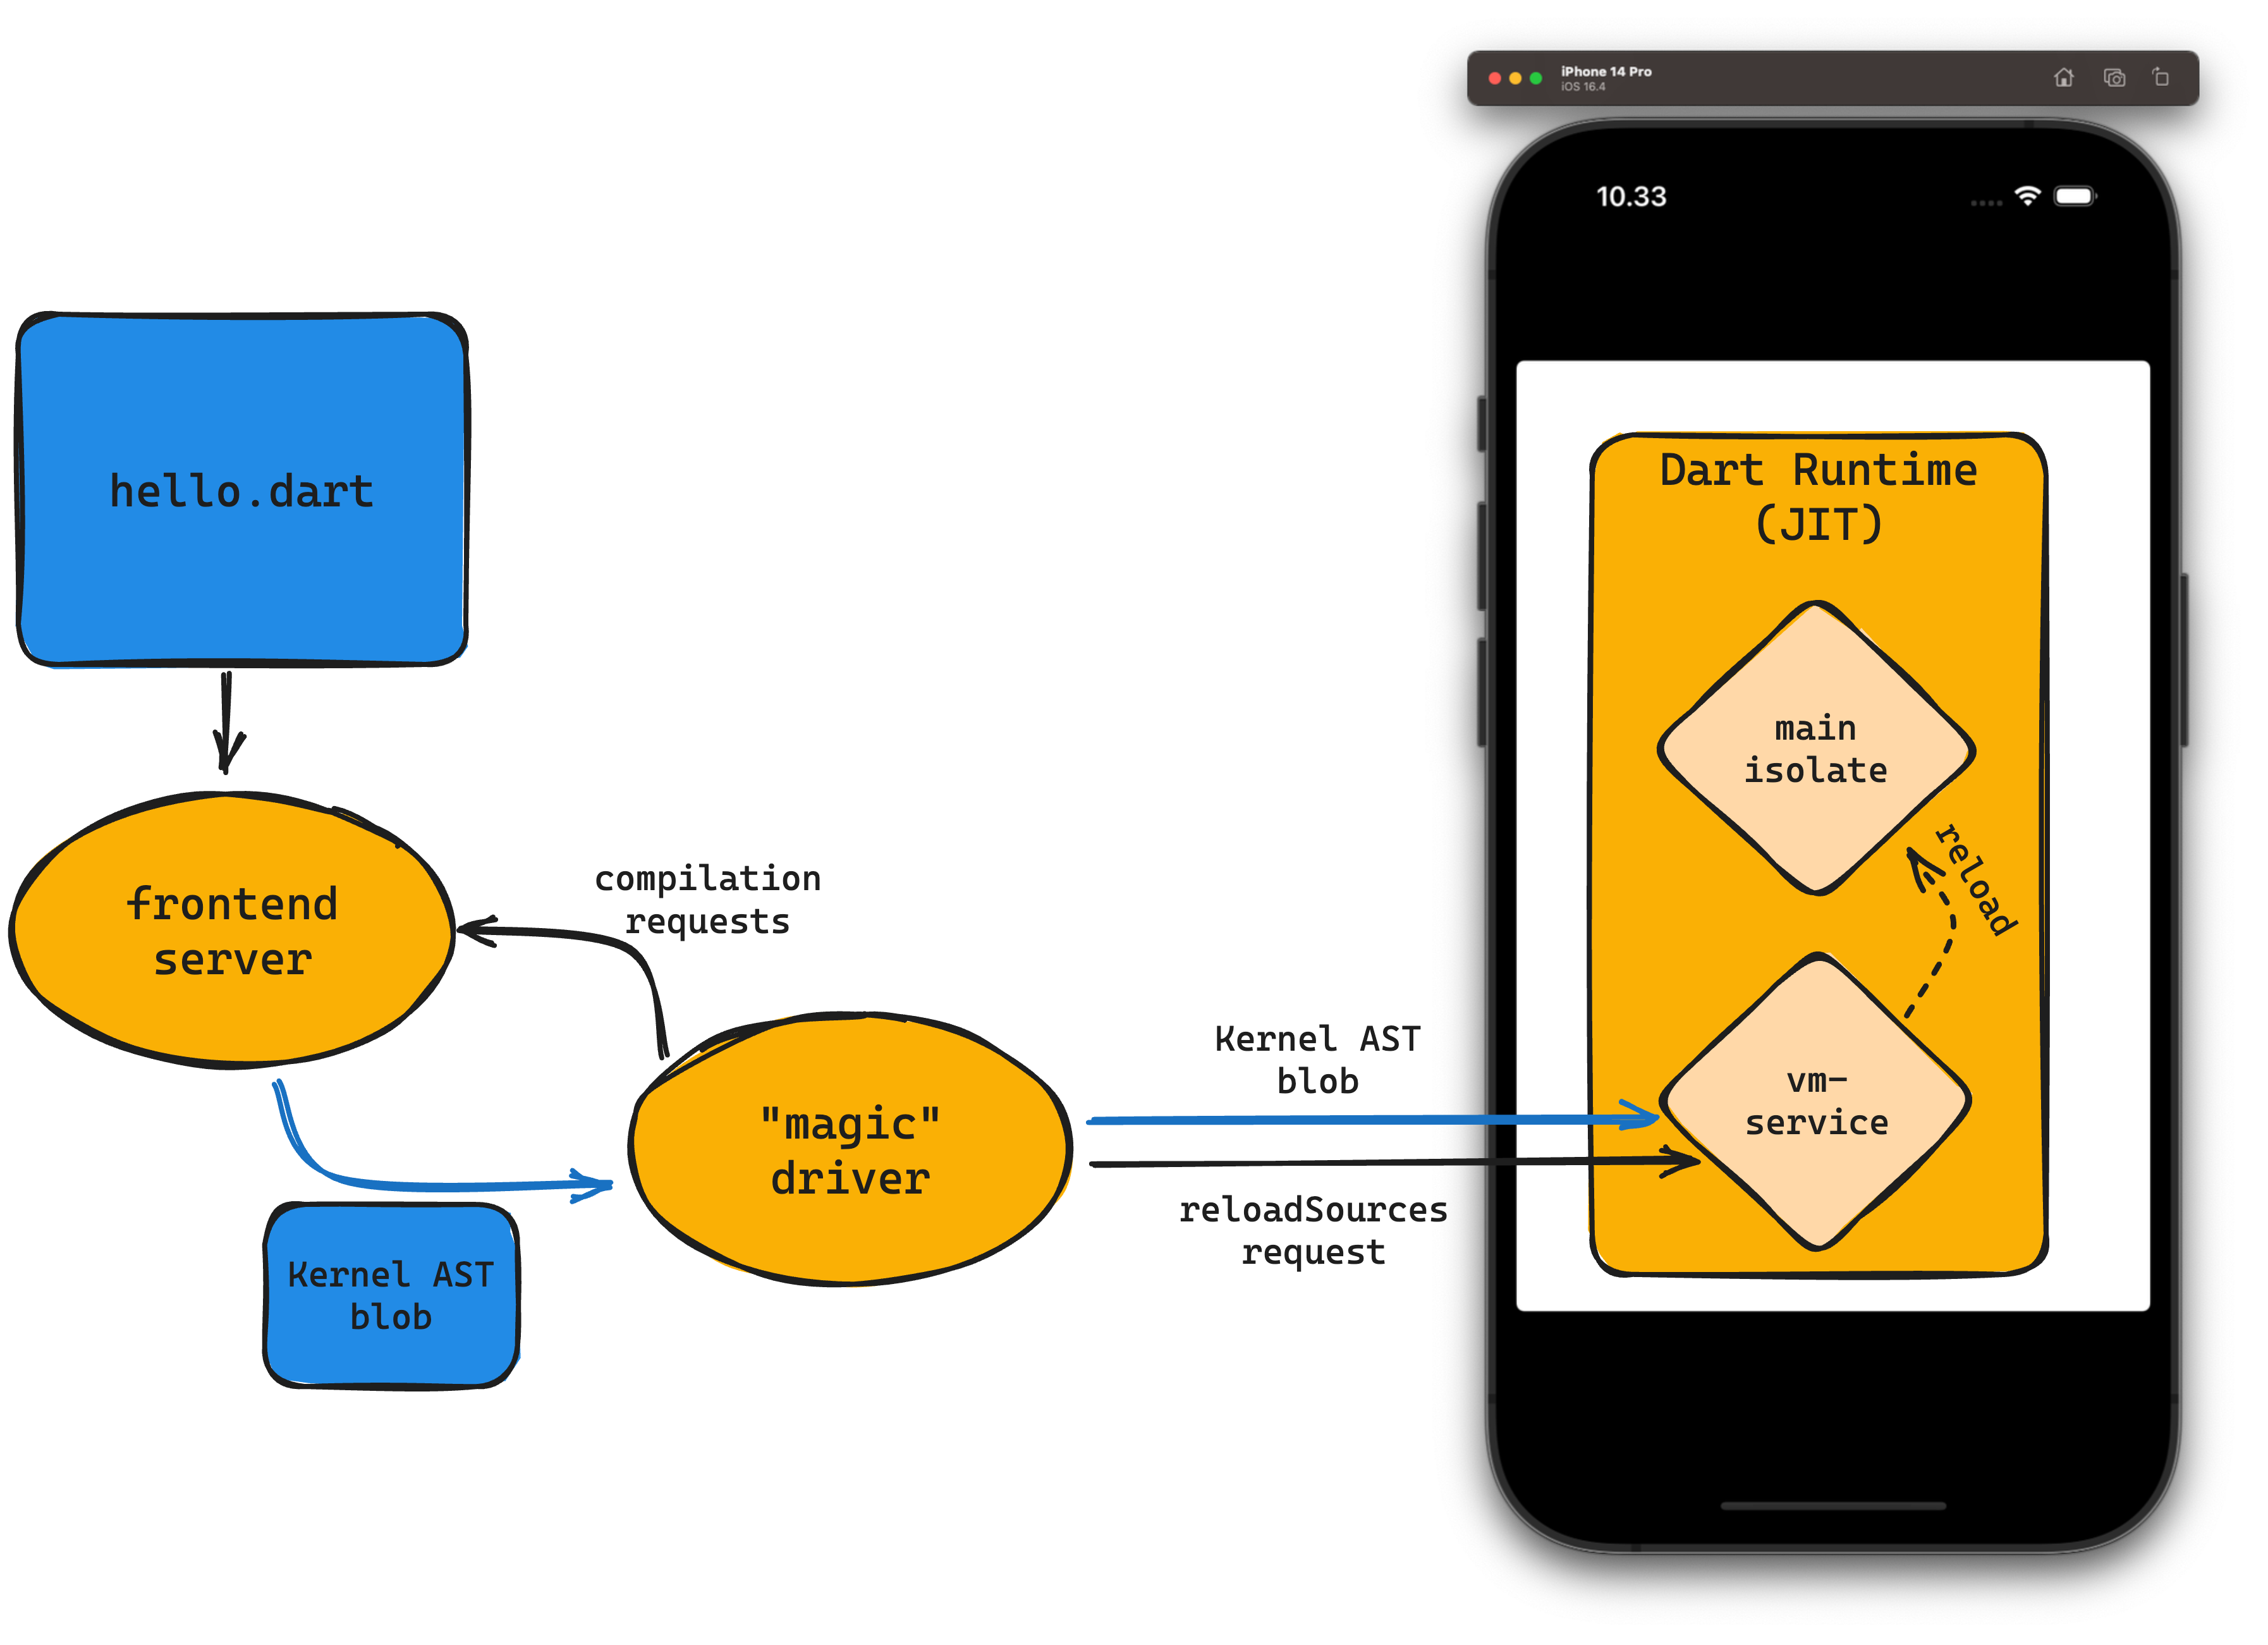 iPhone 14 Pro
iOS 16.4
10.33
hello.dart
Dart Runtime
(JIT)
main
isolate
reload
frontend
server
compilation
requests
Kernel AST
blob
vm-
service
"magic"
driver
reloadSources
request
Kernel AST
blob